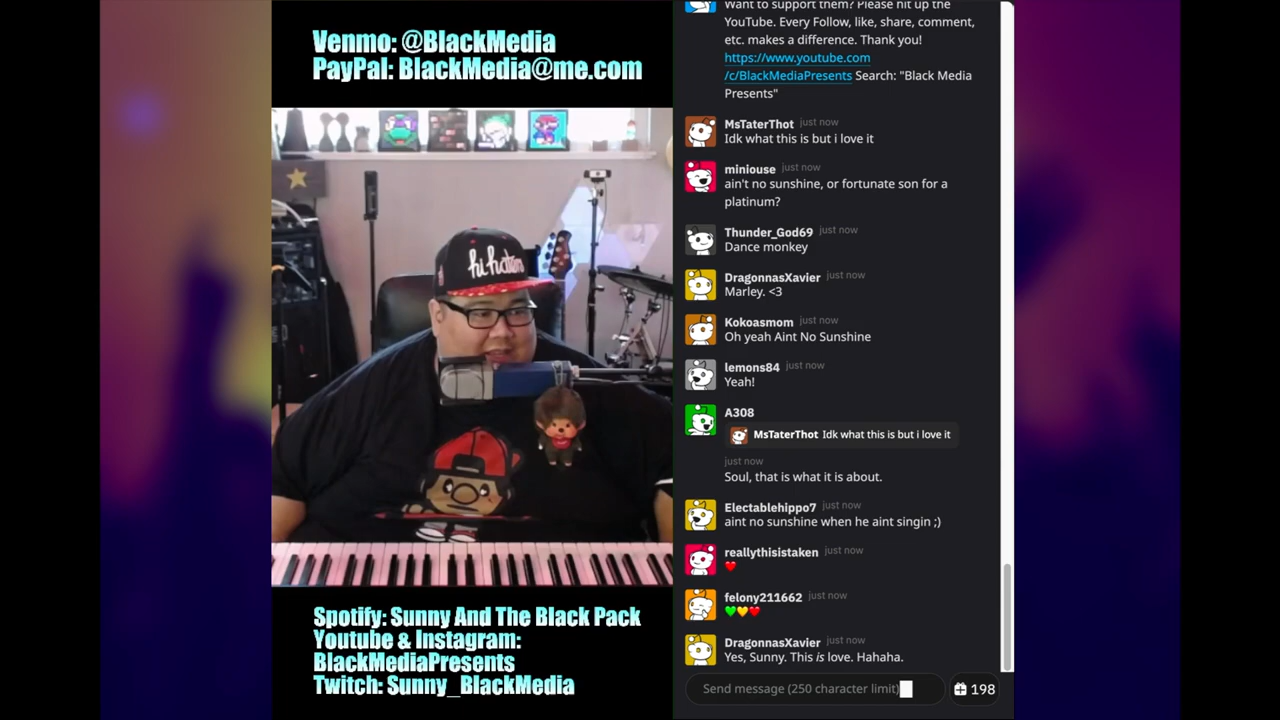 Venmo: @BlackMedia
PayPal: BlackMedia@me.com
hi haters
Spotify: Sunny And The Black Pack
Youtube & Instagram:
BlackMediaPresents
Twitch: Sunny_BlackMedia
Want to support them? Please hit up the
YouTube. Every Follow, like, share, comment,
etc. makes a difference. Thank you!
https://www.youtube.com
/c/BlackMediaPresents Search: "Black Media
Presents"
MsTaterThot just now
Idk what this is but i love it
miniouse just now
ain't no sunshine, or fortunate son for a
platinum?
Thunder_God69 just now
Dance monkey
DragonnasXavier just now
Marley. <3
Kokoasmom just now
Oh yeah Aint No Sunshine
lemons84 just now
Yeah!
A308
MsTaterThot Idk what this is but i love it
just now
Soul, that is what it is about.
Electablehippo7 just now
aint no sunshine when he aint singin ;)
reallythisistaken just now
❤️
felony211662 just now
💚💛❤️
DragonnasXavier just now
Yes, Sunny. This is love. Hahaha.
Send message (250 character limit)
198